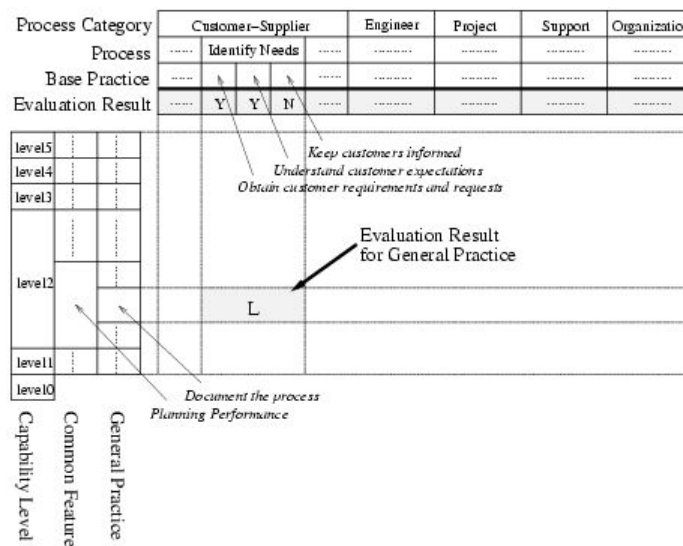 Process Category Customer–Supplier Engineer Project Support Organizatio
Process Identify Needs
Base Practice
Evaluation Result Y Y N
level5
level4
level3
level2
level1
level0
Keep customers informed
Understand customer expectations
Obtain customer requirements and requests
Evaluation Result
for General Practice
L
Document the process
Planning Performance
Capability Level
Common Feature
General Practice